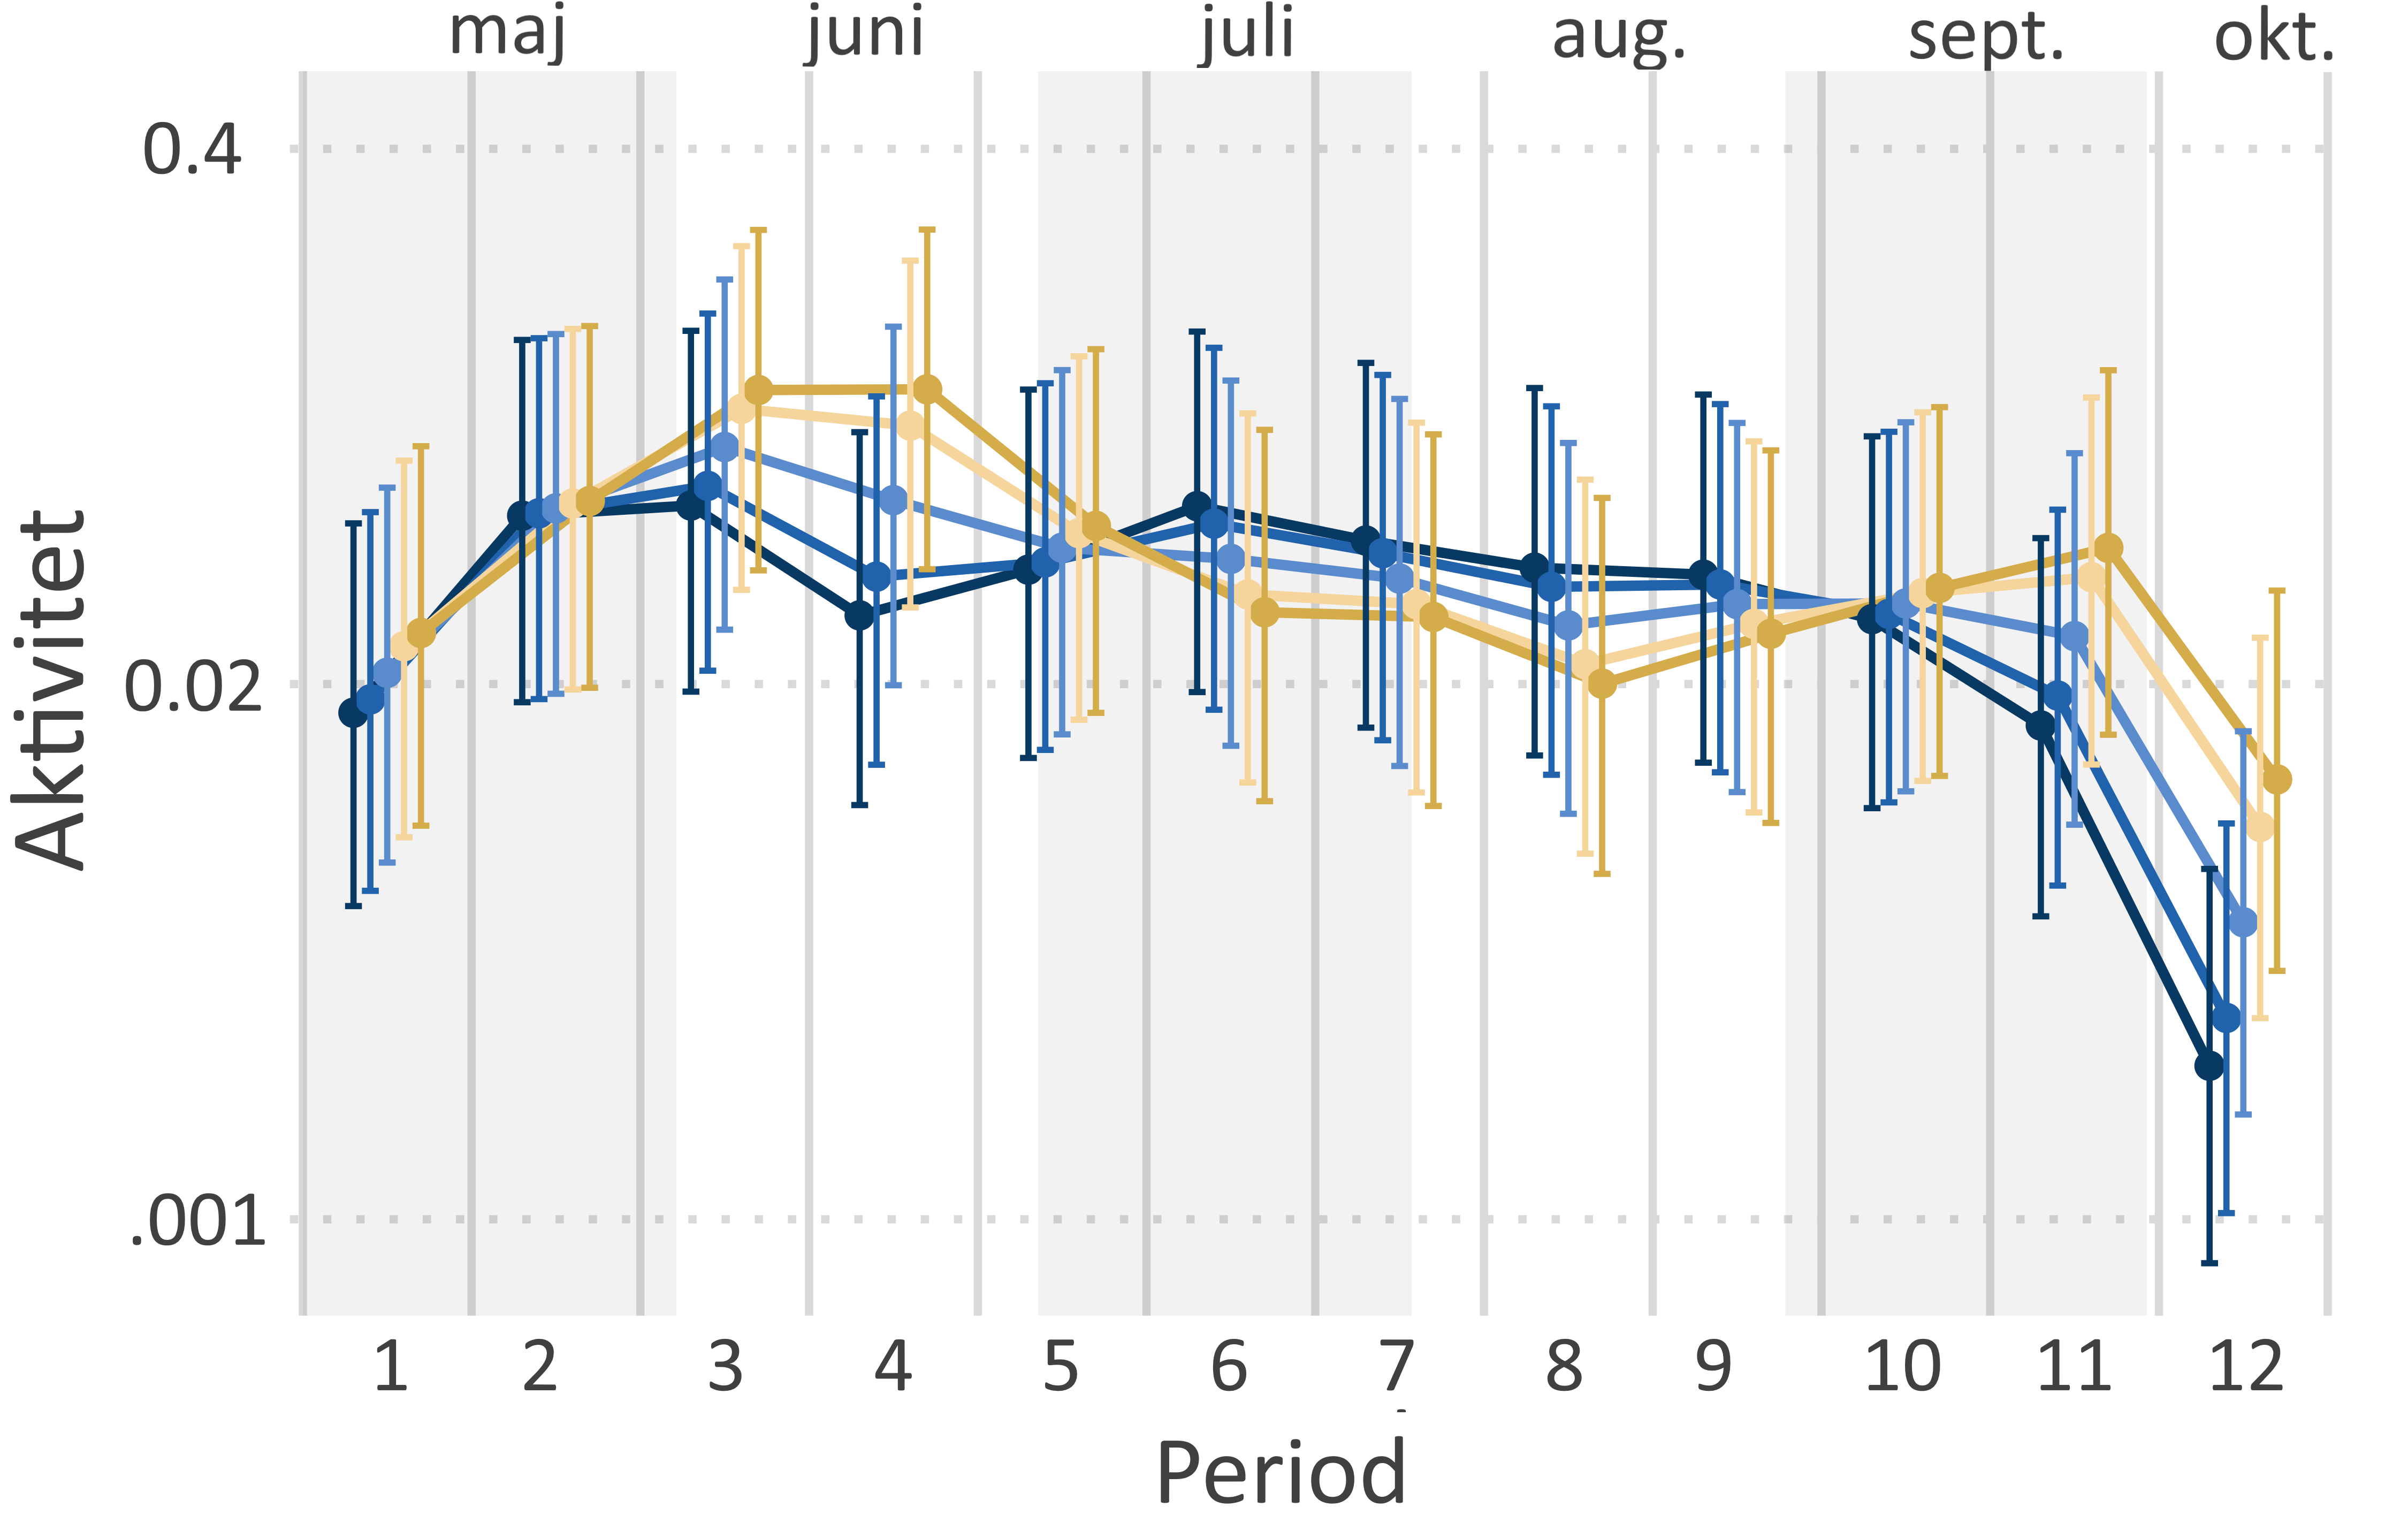 maj juni juli aug. sept. okt.
0.4
0.02
.001
Aktivitet
1 2 3 4 5 6 7 8 9 10 11 12
Period